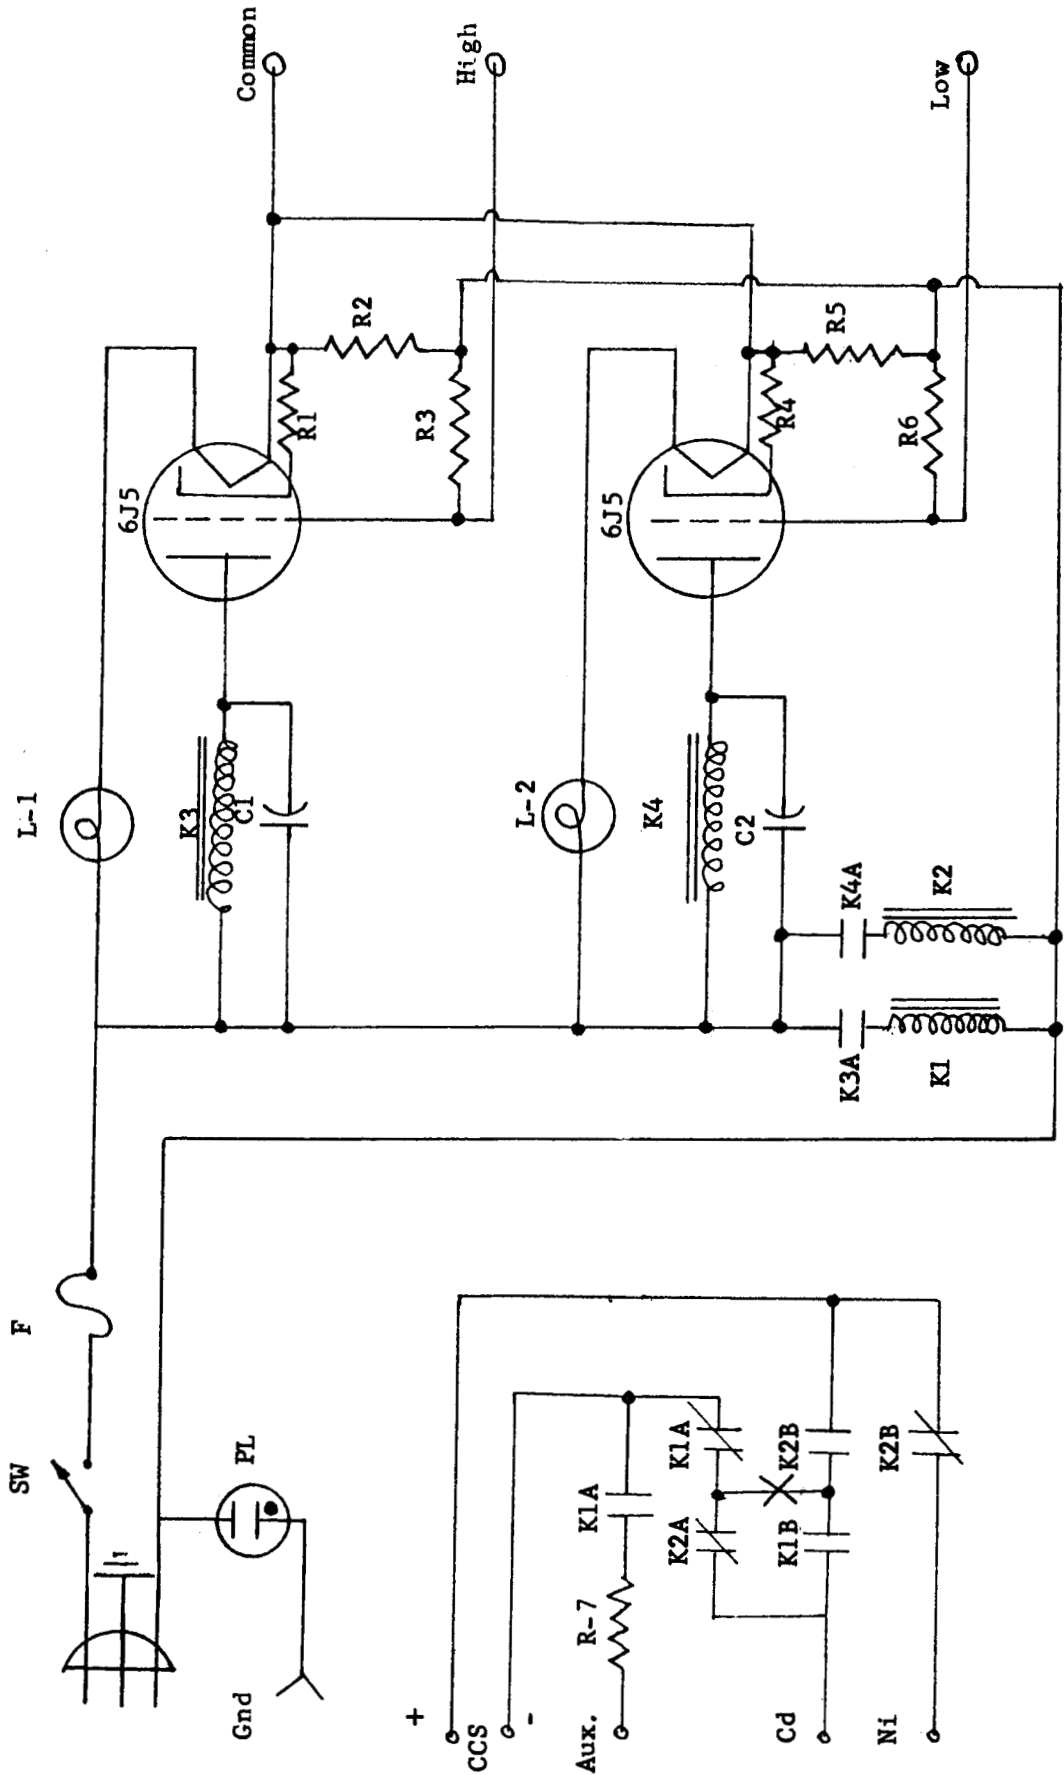 Common
High
Low
R2
R1
R3
6J5
R5
R4
R6
6J5
L-1
K3
C1
L-2
K4
C2
K4A
K2
K3A
K1
F
SW
PL
Gnd
+
CCS
-
Aux.
R-7
K1A
K1A
K2A
K2B
K1B
K2B
Cd
Ni